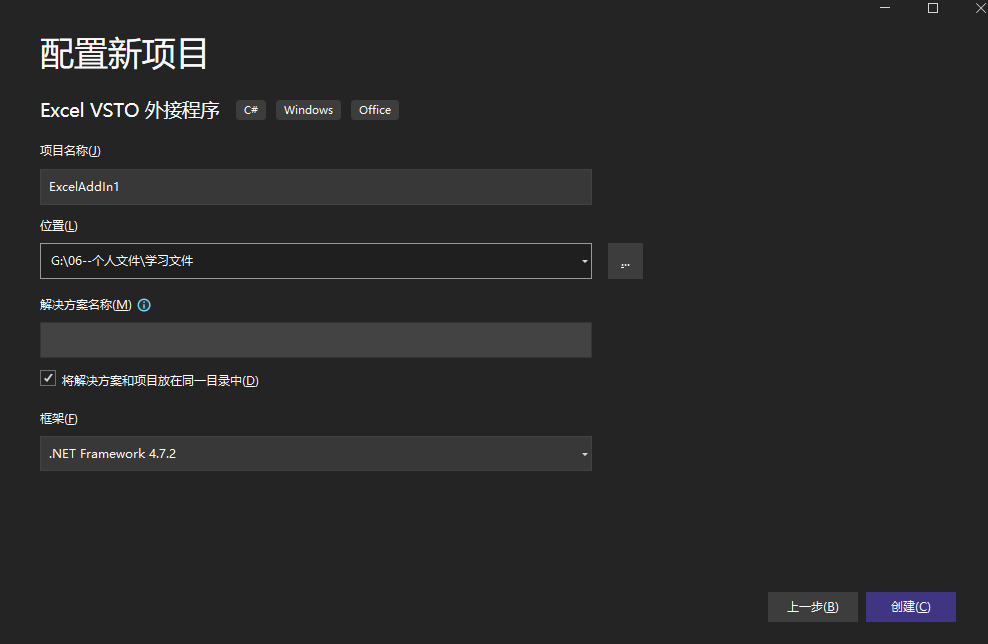 配置新项目
Excel VSTO 外接程序 C# Windows Office
项目名称(J)
ExcelAddIn1
位置(L)
G:\06--个人文件\学习文件
...
解决方案名称(M)
将解决方案和项目放在同一目录中(D)
框架(F)
.NET Framework 4.7.2
上一步(B) 创建(C)